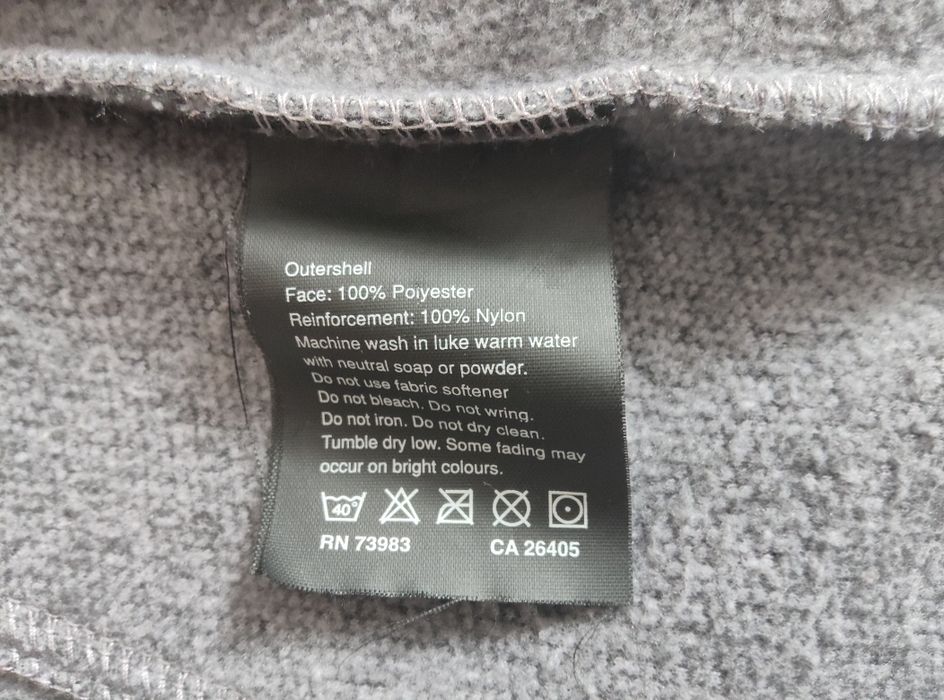 Outershell
Face: 100% Polyester
Reinforcement: 100% Nylon
Machine wash in luke warm water
with neutral soap or powder.
Do not use fabric softener
Do not bleach. Do not wring.
Do not iron. Do not dry clean.
Tumble dry low. Some fading may
occur on bright colours.
40°
RN 73983 CA 26405